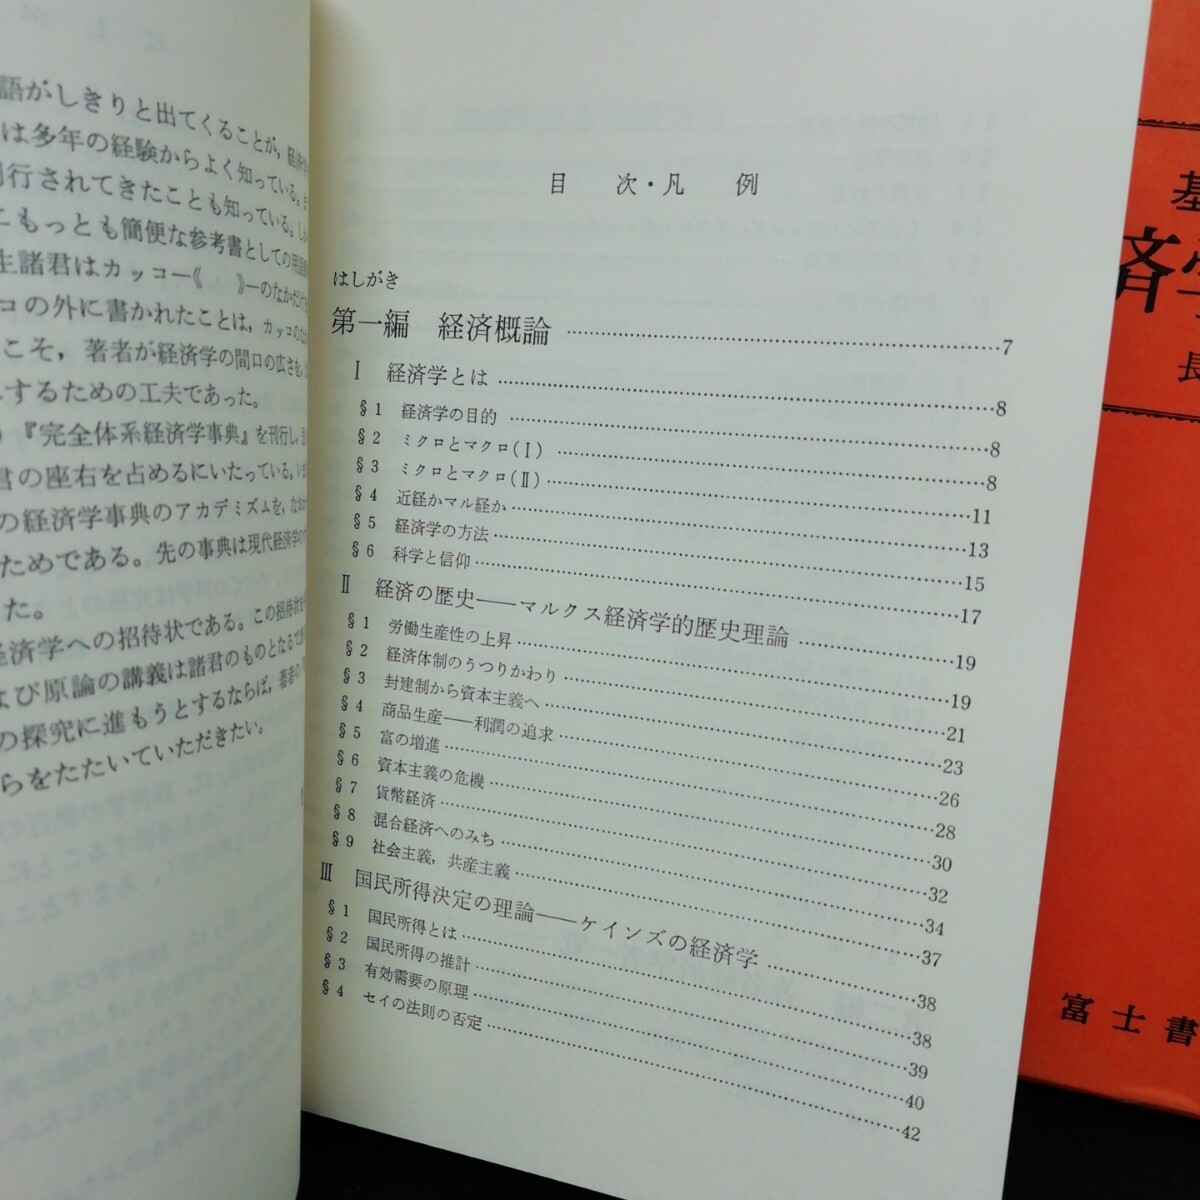 語がしきりと出てくることが, 経済学
は多年の経験からよく知っている。ま
刊行されてきたことも知っている。しか
こもっとも簡便な参考書としての用語
生諸君はカッコ―《　》―のなかだけを
コの外に書かれたことは, カッコのな
こそ, 著者が経済学の間口の広さを,
するための工夫であった。
）『完全体系経済学事典』を刊行し,
君の座右を占めるにいたっている。いま
の経済学事典のアカデミズムを, なお
ためである。先の事典は現代経済学の
た。
経済学への招待状である。この招待状を
および原論の講義は諸君のものとなるで
の探究に進もうとするならば, 著者の
らをたたいていただきたい。
目　次・凡　例
はしがき
第一編　経済概論 7
Ⅰ　経済学とは 8
§1　経済学の目的 8
§2　ミクロとマクロ(Ⅰ) 8
§3　ミクロとマクロ(Ⅱ) 11
§4　近経かマル経か 13
§5　経済学の方法 15
§6　科学と信仰 17
Ⅱ　経済の歴史――マルクス経済学的歴史理論 19
§1　労働生産性の上昇 19
§2　経済体制のうつりかわり 21
§3　封建制から資本主義へ 23
§4　商品生産――利潤の追求 26
§5　富の増進 28
§6　資本主義の危機 30
§7　貨幣経済 32
§8　混合経済へのみち 34
§9　社会主義, 共産主義 37
Ⅲ　国民所得決定の理論――ケインズの経済学 38
§1　国民所得とは 38
§2　国民所得の推計 39
§3　有効需要の原理 40
§4　セイの法則の否定 42
基
済学
長
富士書